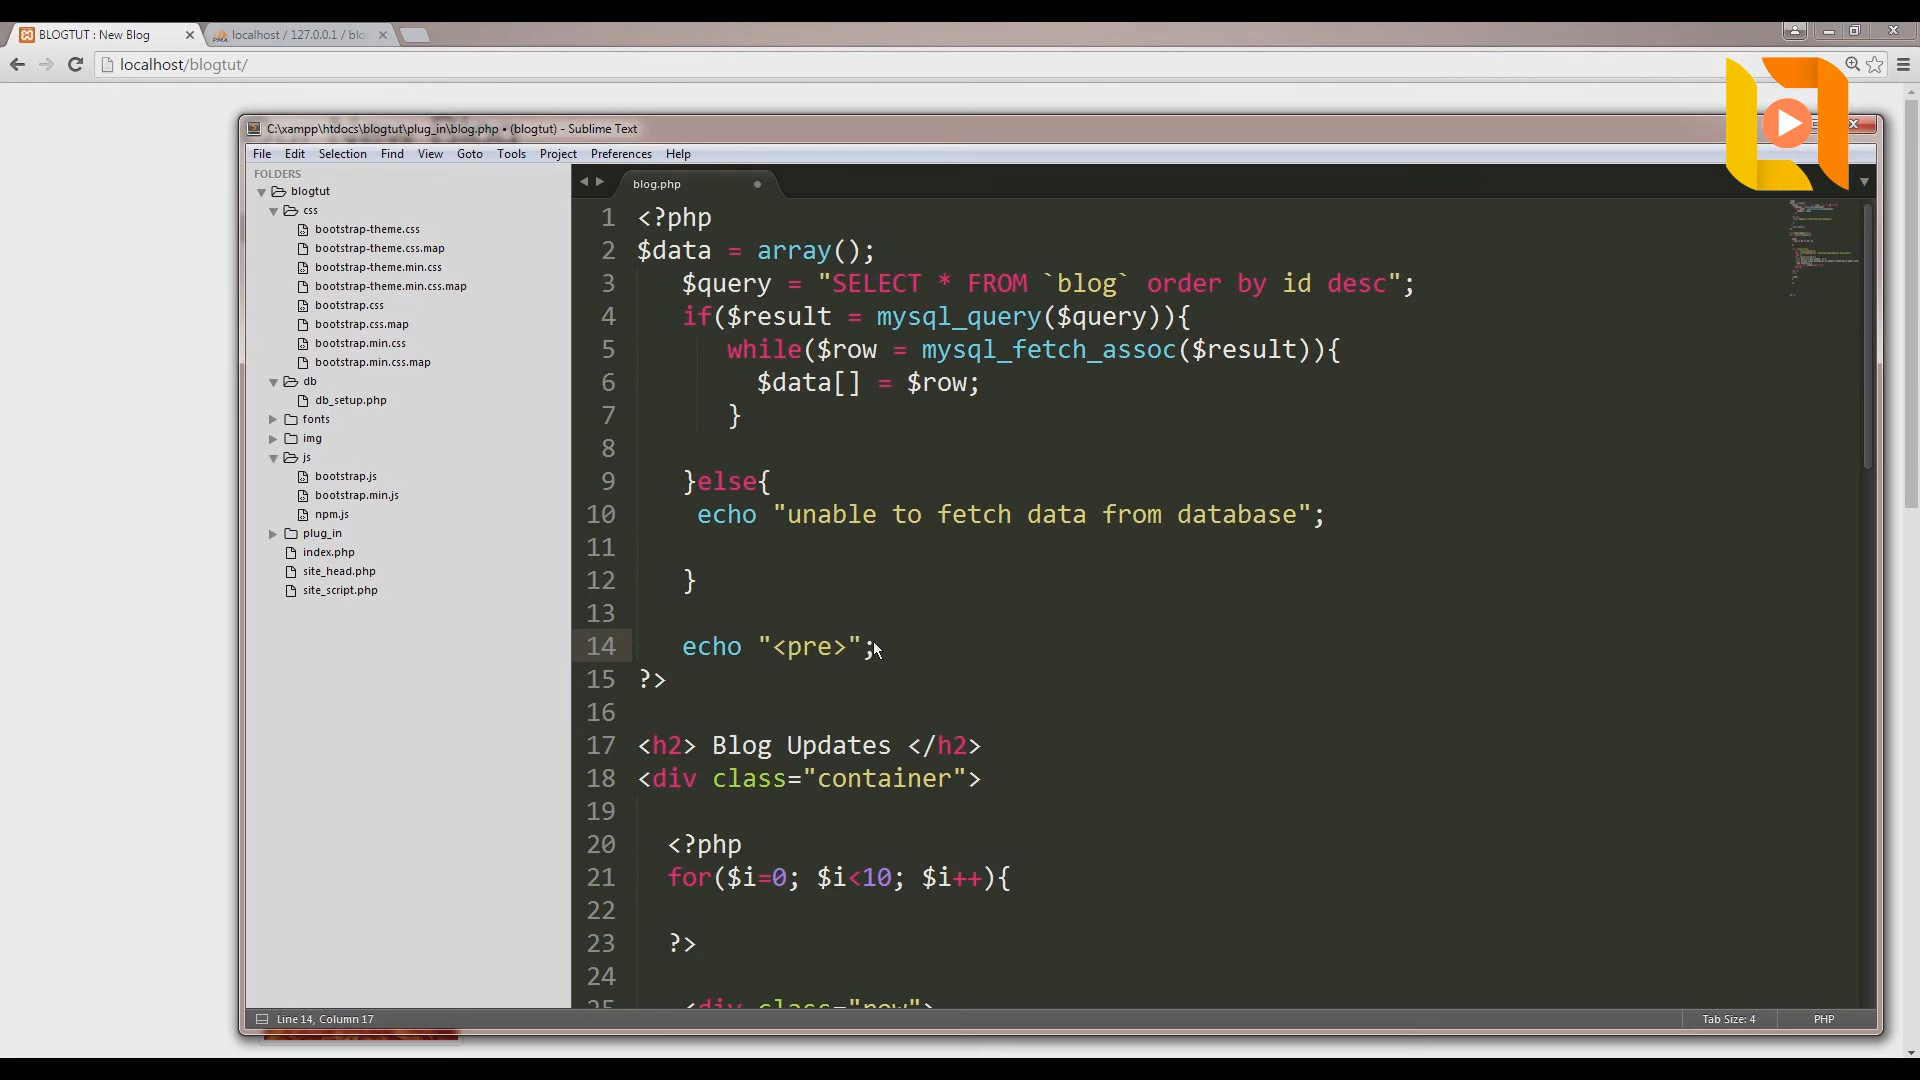 BLOGTUT : New Blog
localhost / 127.0.0.1 / blo
localhost/blogtut/
C:\xampp\htdocs\blogtut\plug_in\blog.php • (blogtut) - Sublime Text
File Edit Selection Find View Goto Tools Project Preferences Help
FOLDERS
blogtut
css
bootstrap-theme.css
bootstrap-theme.css.map
bootstrap-theme.min.css
bootstrap-theme.min.css.map
bootstrap.css
bootstrap.css.map
bootstrap.min.css
bootstrap.min.css.map
db
db_setup.php
fonts
img
js
bootstrap.js
bootstrap.min.js
npm.js
plug_in
index.php
site_head.php
site_script.php
blog.php
1 <?php
2 $data = array();
3 $query = "SELECT * FROM `blog` order by id desc";
4 if($result = mysql_query($query)){
5 while($row = mysql_fetch_assoc($result)){
6 $data[] = $row;
7 }
8
9 }else{
10 echo "unable to fetch data from database";
11
12 }
13
14 echo "<pre>";
15 ?>
16
17 <h2> Blog Updates </h2>
18 <div class="container">
19
20 <?php
21 for($i=0; $i<10; $i++){
22
23 ?>
24
25 <div class="row">
Line 14, Column 17
Tab Size: 4
PHP